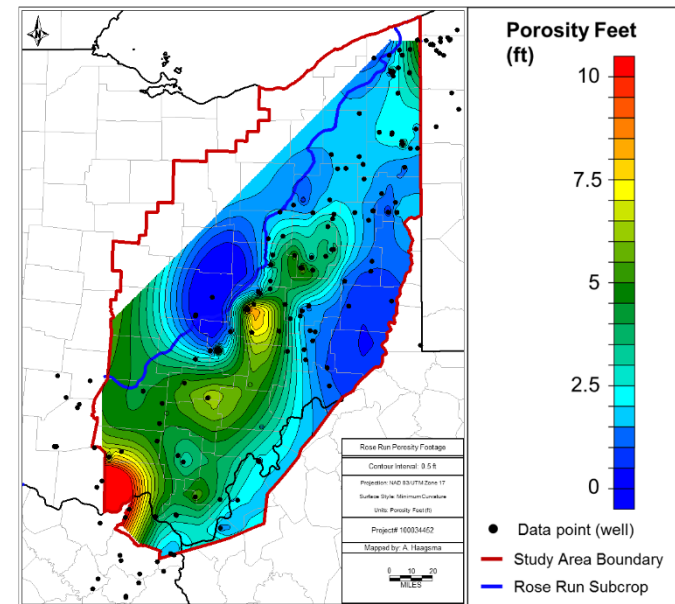 Porosity Feet
(ft)
10
7.5
5
2.5
0
Data point (well)
Study Area Boundary
Rose Run Subcrop
Rose Run Porosity Footage
Contour Interval: 0.5 ft
Projection: NAD 83/UTM Zone 17
Surface Style: Minimum Curvature
Units: Porosity Feet(ft)
Project# 100034452
Mapped by: A. Haagsma
0 10 20
MILES